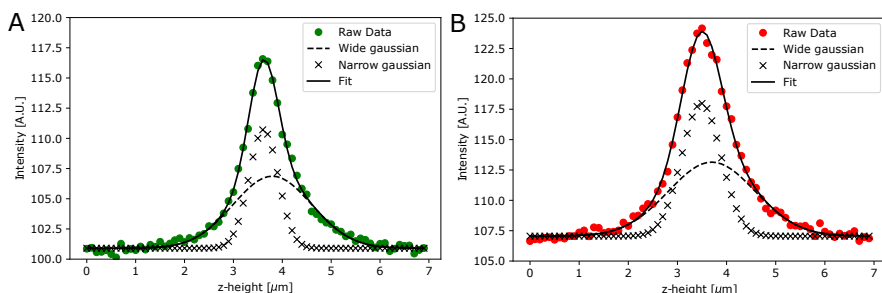 A
120.0
117.5
115.0
112.5
110.0
107.5
105.0
102.5
100.0
Intensity [A.U.]
0 1 2 3 4 5 6 7
z-height [μm]
Raw Data
Wide gaussian
Narrow gaussian
Fit
B
125.0
122.5
120.0
117.5
115.0
112.5
110.0
107.5
105.0
Intensity [A.U.]
0 1 2 3 4 5 6 7
z-height [μm]
Raw Data
Wide gaussian
Narrow gaussian
Fit